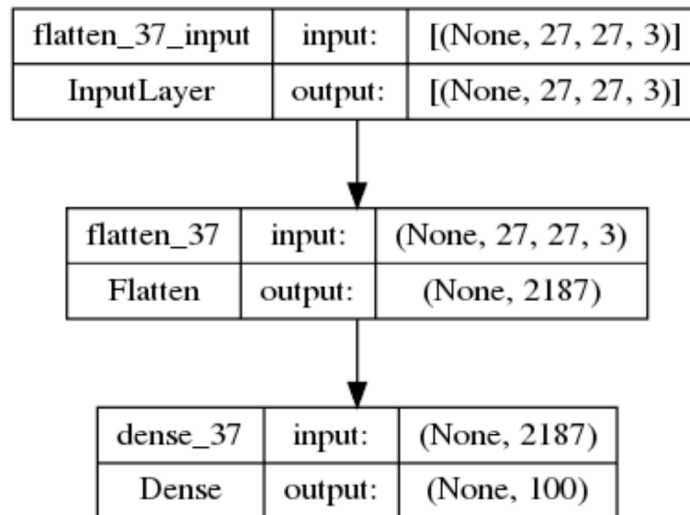 flatten_37_input input: [(None, 27, 27, 3)]
InputLayer output: [(None, 27, 27, 3)]
flatten_37 input: (None, 27, 27, 3)
Flatten output: (None, 2187)
dense_37 input: (None, 2187)
Dense output: (None, 100)